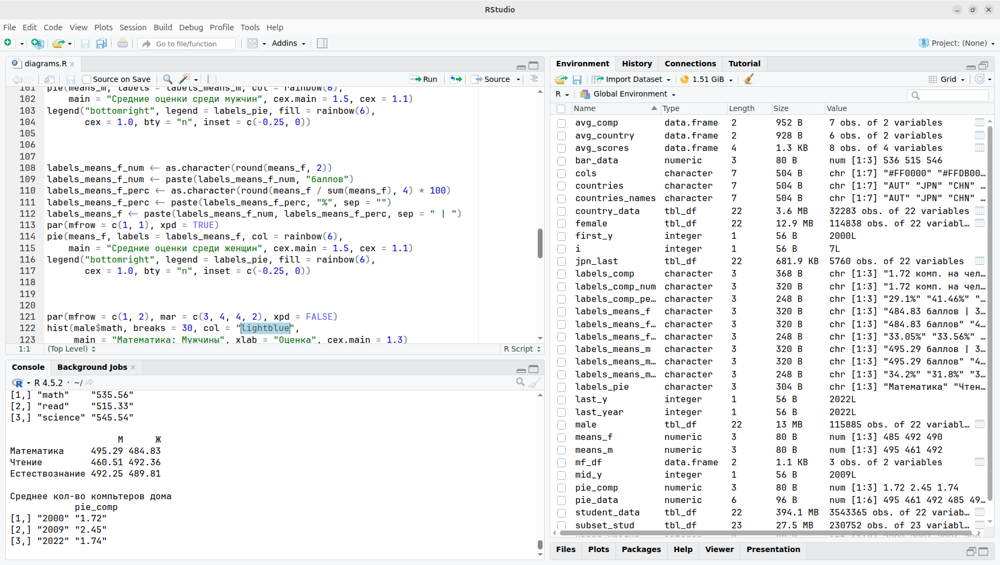 RStudio
File Edit Code View Plots Session Build Debug Profile Tools Help
Go to file/function
Addins
Project: (None)
diagrams.R
Source on Save
Run
Source
101 pie(means_m, labels = labels_means_m, col = rainbow(6),
102     main = "Средние оценки среди мужчин", cex.main = 1.5, cex = 1.1)
103 legend("bottomright", legend = labels_pie, fill = rainbow(6),
104        cex = 1.0, bty = "n", inset = c(-0.25, 0))
105
106
107
108 labels_means_f_num <- as.character(round(means_f, 2))
109 labels_means_f_num <- paste(labels_means_f_num, "баллов")
110 labels_means_f_perc <- as.character(round(means_f / sum(means_f), 4) * 100)
111 labels_means_f_perc <- paste(labels_means_f_perc, "%", sep = "")
112 labels_means_f <- paste(labels_means_f_num, labels_means_f_perc, sep = " | ")
113 par(mfrow = c(1, 1), xpd = TRUE)
114 pie(means_f, labels = labels_means_f, col = rainbow(6),
115     main = "Средние оценки среди женщин", cex.main = 1.5, cex = 1.1)
116 legend("bottomright", legend = labels_pie, fill = rainbow(6),
117        cex = 1.0, bty = "n", inset = c(-0.25, 0))
118
119
120
121 par(mfrow = c(1, 2), mar = c(3, 4, 4, 2), xpd = FALSE)
122 hist(male$math, breaks = 30, col = "lightblue",
123      main = "Математика: Мужчины", xlab = "Оценка", cex.main = 1.3)
1:1 (Top Level) R Script
Console Background Jobs
R 4.5.2 · ~/
[1,] "math"    "535.56"
[2,] "read"    "515.33"
[3,] "science" "545.54"
М      Ж
Математика     495.29 484.83
Чтение         460.51 492.36
Естествознание 492.25 489.81
Среднее кол-во компьтеров дома
pie_comp
[1,] "2000" "1.72"
[2,] "2009" "2.45"
[3,] "2022" "1.74"
Environment History Connections Tutorial
Import Dataset 1.51 GiB Grid
R Global Environment
Name Type Length Size Value
avg_comp data.frame 2 952 B 7 obs. of 2 variables
avg_country data.frame 2 928 B 6 obs. of 2 variables
avg_scores data.frame 4 1.3 KB 8 obs. of 4 variables
bar_data numeric 3 80 B num [1:3] 536 515 546
cols character 7 504 B chr [1:7] "#FF0000" "#FFDB00…
countries character 7 504 B chr [1:7] "AUT" "JPN" "CHN" …
countries_names character 7 504 B chr [1:7] "AUT" "JPN" "CHN" …
country_data tbl_df 22 3.6 MB 32283 obs. of 22 variables
female tbl_df 22 12.9 MB 114838 obs. of 22 variabl…
first_y integer 1 56 B 2000L
i integer 1 56 B 7L
jpn_last tbl_df 22 681.9 KB 5760 obs. of 22 variables
labels_comp character 3 368 B chr [1:3] "1.72 комп. на чел…
labels_comp_num character 3 320 B chr [1:3] "1.72 комп. на чел…
labels_comp_pe… character 3 248 B chr [1:3] "29.1%" "41.46%" "…
labels_means_f character 3 320 B chr [1:3] "484.83 баллов | 3…
labels_means_f… character 3 320 B chr [1:3] "484.83 баллов" "4…
labels_means_f… character 3 248 B chr [1:3] "33.05%" "33.56%" …
labels_means_m character 3 320 B chr [1:3] "495.29 баллов | 3…
labels_means_m… character 3 320 B chr [1:3] "495.29 баллов" "4…
labels_means_m… character 3 248 B chr [1:3] "34.2%" "31.8%" "3…
labels_pie character 3 304 B chr [1:3] "Математика" "Чтен…
last_y integer 1 56 B 2022L
last_year integer 1 56 B 2022L
male tbl_df 22 13 MB 115885 obs. of 22 variabl…
means_f numeric 3 80 B num [1:3] 485 492 490
means_m numeric 3 80 B num [1:3] 495 461 492
mf_df data.frame 2 1.1 KB 3 obs. of 2 variables
mid_y integer 1 56 B 2009L
pie_comp numeric 3 80 B num [1:3] 1.72 2.45 1.74
pie_data numeric 6 96 B num [1:6] 495 461 492 485 49…
student_data tbl_df 22 394.1 MB 3543365 obs. of 22 variab…
subset_stud tbl_df 23 27.5 MB 230752 obs. of 23 variabl…
Files Plots Packages Help Viewer Presentation